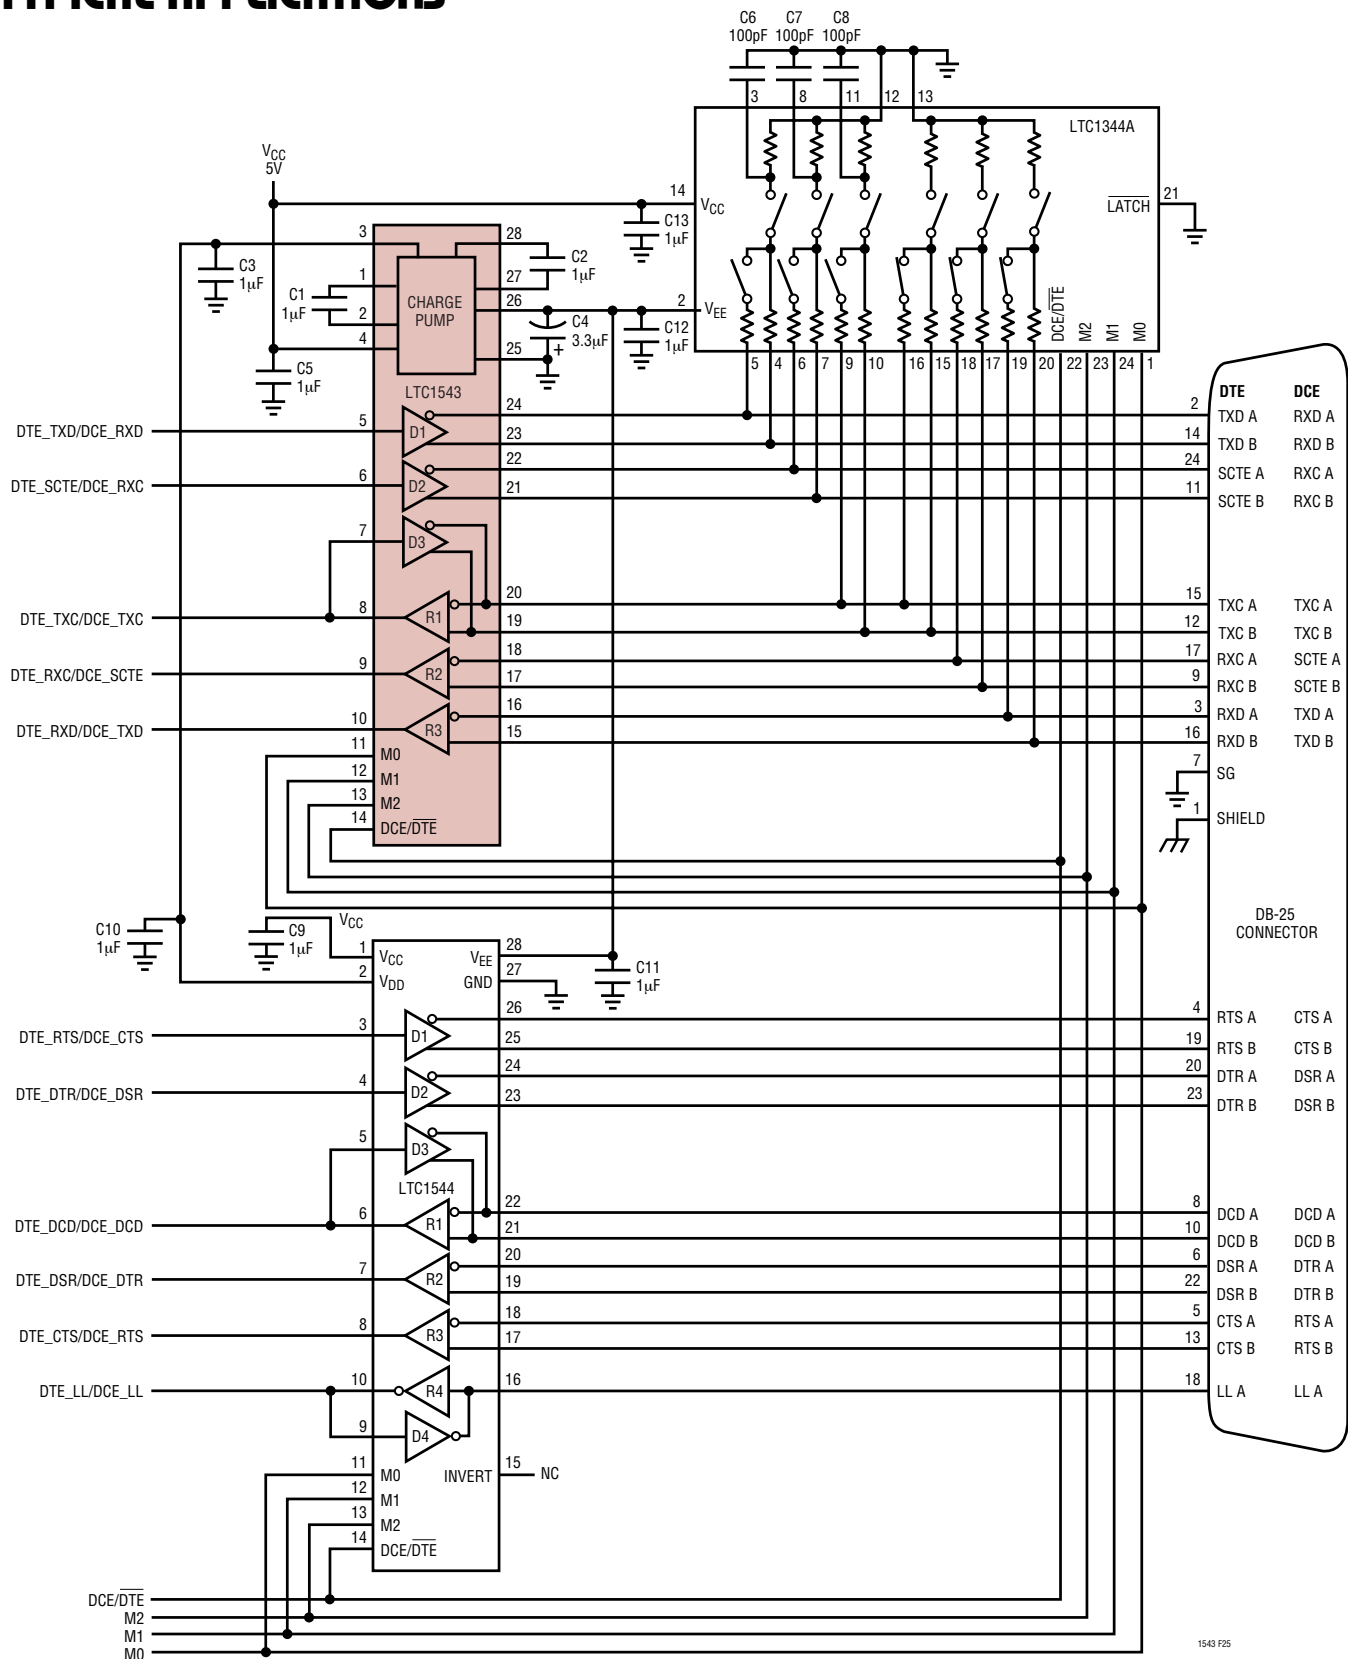 TYPICAL APPLICATIONS
C6 C7 C8
100pF 100pF 100pF
3 8 11 12 13
LTC1344A
VCC
5V
14 VCC
LATCH 21
C13
1µF
3 28
C3
1µF
C2
1µF
1 27
C1
1µF
CHARGE
PUMP
26
2 VEE
2
C4
3.3µF
+
C12
1µF
4 25
DCE/DTE M2 M1 M0
C5
1µF
5 4 6 7 9 10 16 15 18 17 19 20 22 23 24 1
LTC1543
DTE DCE
DTE_TXD/DCE_RXD 5 D1 24 2 TXD A RXD A
23 14 TXD B RXD B
DTE_SCTE/DCE_RXC 6 D2 22 24 SCTE A RXC A
21 11 SCTE B RXC B
7 D3
DTE_TXC/DCE_TXC 8 R1 20 15 TXC A TXC A
19 12 TXC B TXC B
DTE_RXC/DCE_SCTE 9 R2 18 17 RXC A SCTE A
17 9 RXC B SCTE B
DTE_RXD/DCE_TXD 10 R3 16 3 RXD A TXD A
15 16 RXD B TXD B
11 M0
7 SG
12 M1
13 M2
1 SHIELD
14 DCE/DTE
DB-25
CONNECTOR
C10
1µF
C9
1µF
VCC
1 VCC VEE 28
2 VDD GND 27
C11
1µF
DTE_RTS/DCE_CTS 3 D1 26 4 RTS A CTS A
25 19 RTS B CTS B
DTE_DTR/DCE_DSR 4 D2 24 20 DTR A DSR A
23 23 DTR B DSR B
5 D3
LTC1544
DTE_DCD/DCE_DCD 6 R1 22 8 DCD A DCD A
21 10 DCD B DCD B
DTE_DSR/DCE_DTR 7 R2 20 6 DSR A DTR A
19 22 DSR B DTR B
DTE_CTS/DCE_RTS 8 R3 18 5 CTS A RTS A
17 13 CTS B RTS B
DTE_LL/DCE_LL 10 R4 16 18 LL A LL A
9 D4
11 M0 INVERT 15 NC
12 M1
13 M2
14 DCE/DTE
DCE/DTE
M2
M1
M0
1543 F25